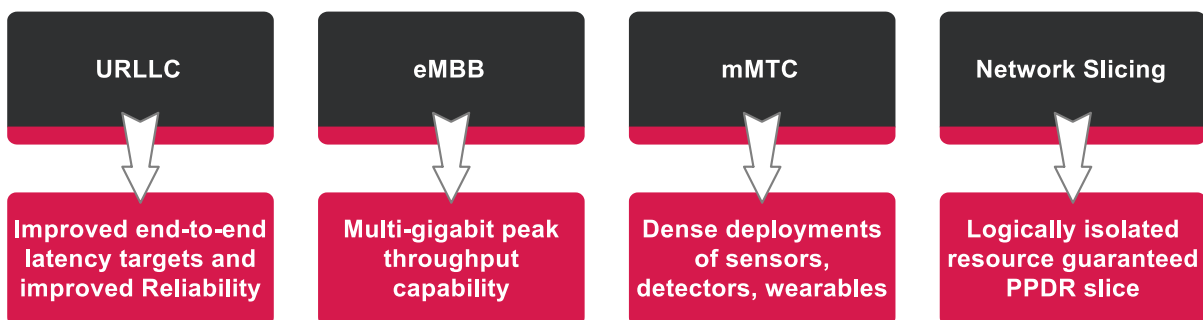 URLLC
eMBB
mMTC
Network Slicing
Improved end-to-end
latency targets and
improved Reliability
Multi-gigabit peak
throughput
capability
Dense deployments
of sensors,
detectors, wearables
Logically isolated
resource guaranteed
PPDR slice